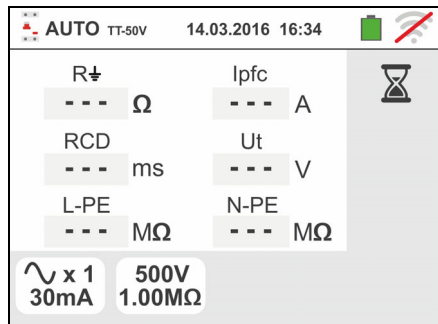 AUTO TT-50V 14.03.2016 16:34
R⏚ Ipfc
--- Ω --- A
RCD Ut
--- ms --- V
L-PE N-PE
--- MΩ --- MΩ
∿ x 1 500V
30mA 1.00MΩ